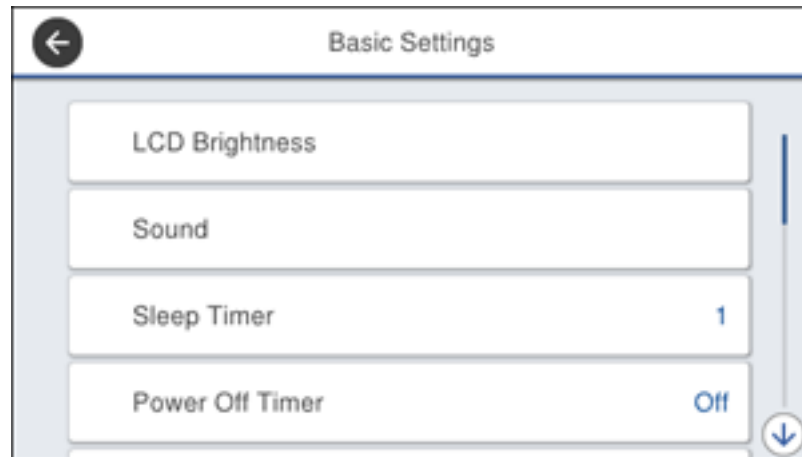 Basic Settings
LCD Brightness
Sound
Sleep Timer 1
Power Off Timer Off